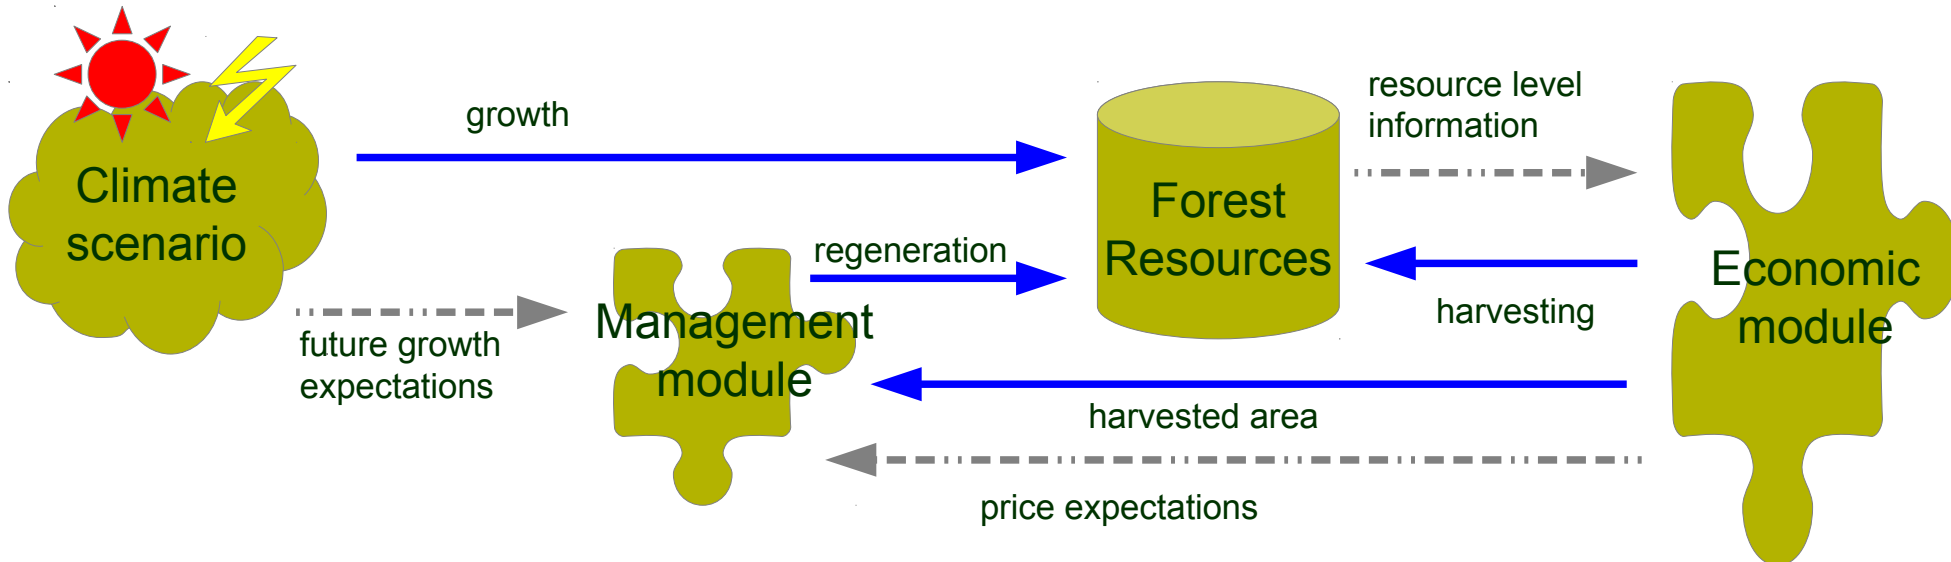 Climate
scenario
growth
future growth
expectations
Management
module
regeneration
Forest
Resources
resource level
information
harvesting
harvested area
price expectations
Economic
module